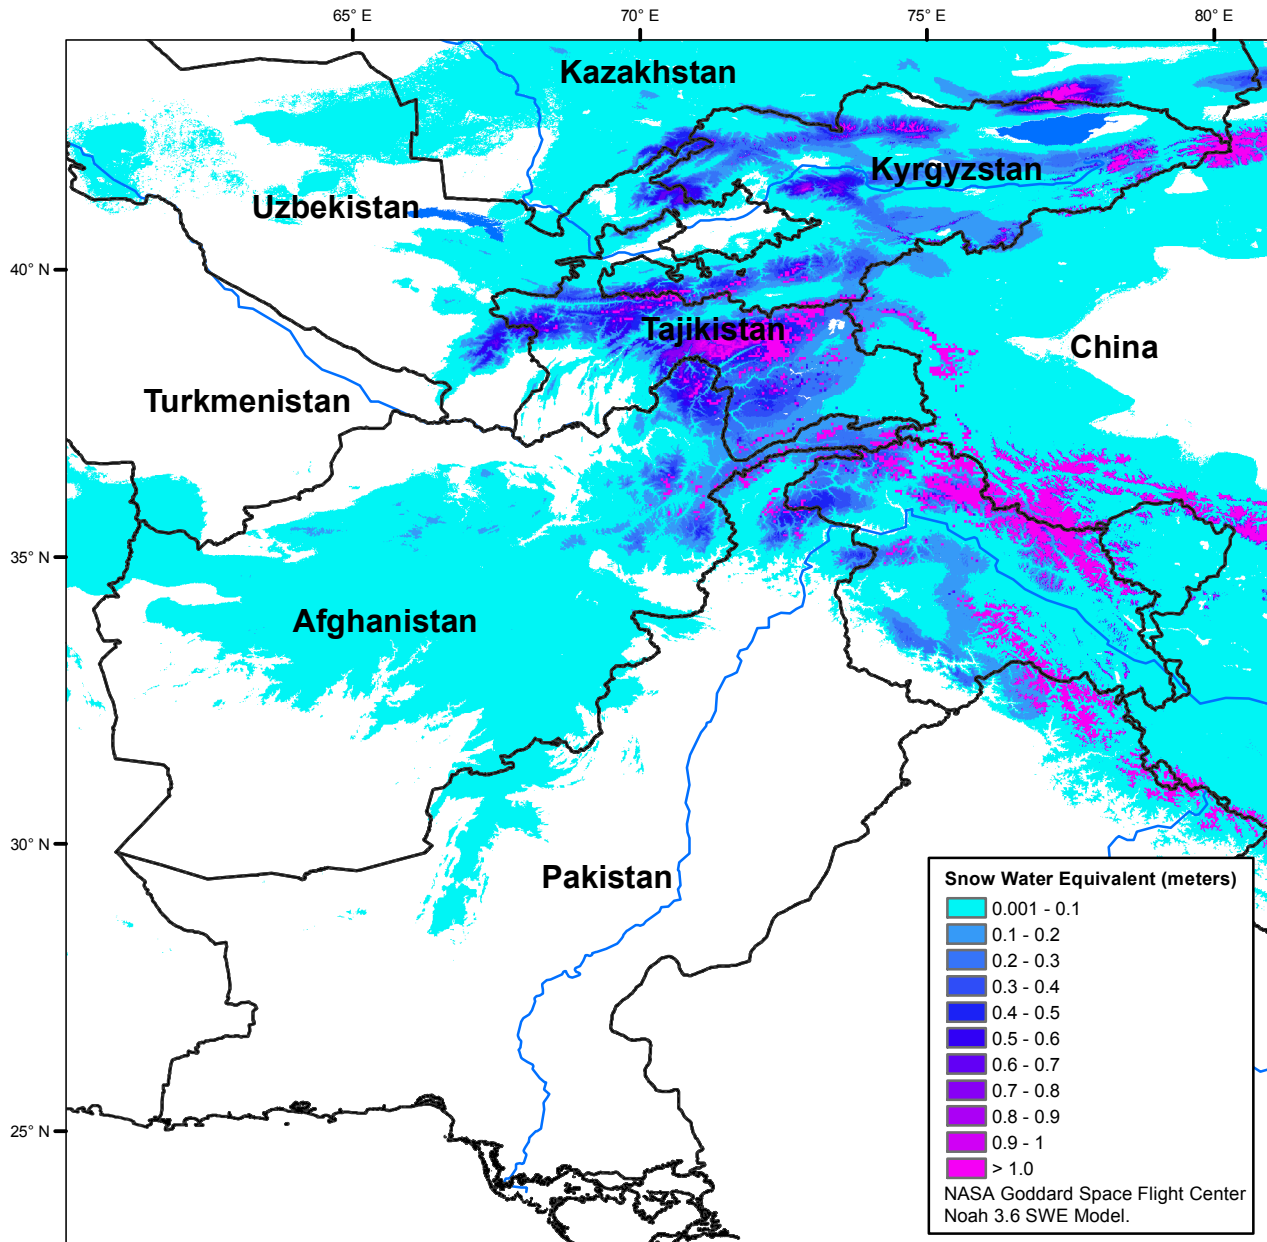 65° E
70° E
75° E
80° E
Kazakhstan
Kyrgyzstan
Uzbekistan
40° N
Tajikistan
China
Turkmenistan
35° N
Afghanistan
30° N
Pakistan
25° N
Snow Water Equivalent (meters)
0.001 - 0.1
0.1 - 0.2
0.2 - 0.3
0.3 - 0.4
0.4 - 0.5
0.5 - 0.6
0.6 - 0.7
0.7 - 0.8
0.8 - 0.9
0.9 - 1
> 1.0
NASA Goddard Space Flight Center
Noah 3.6 SWE Model.